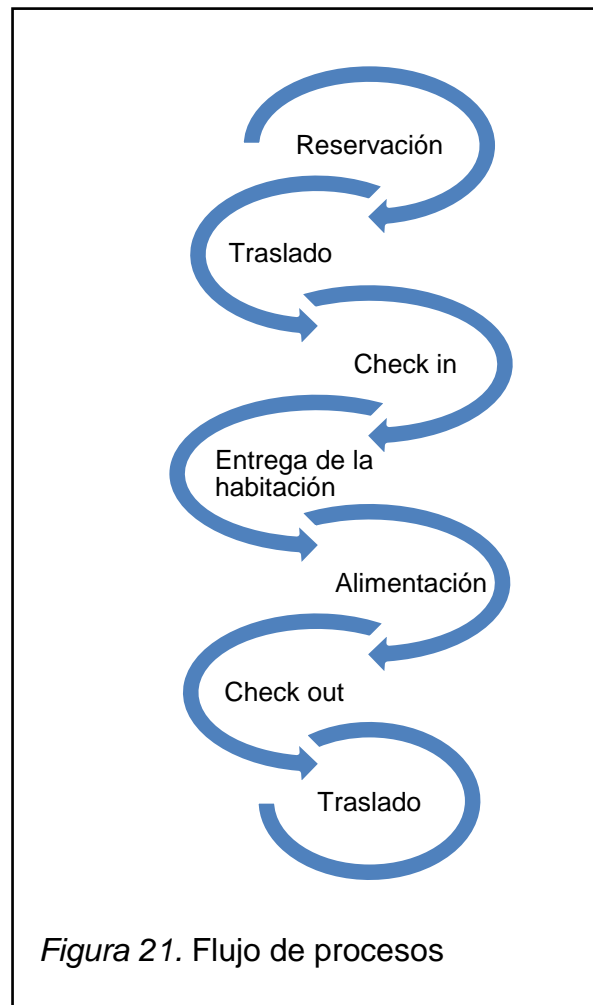 Reservación
Traslado
Check in
Entrega de la
habitación
Alimentación
Check out
Traslado
Figura 21. Flujo de procesos